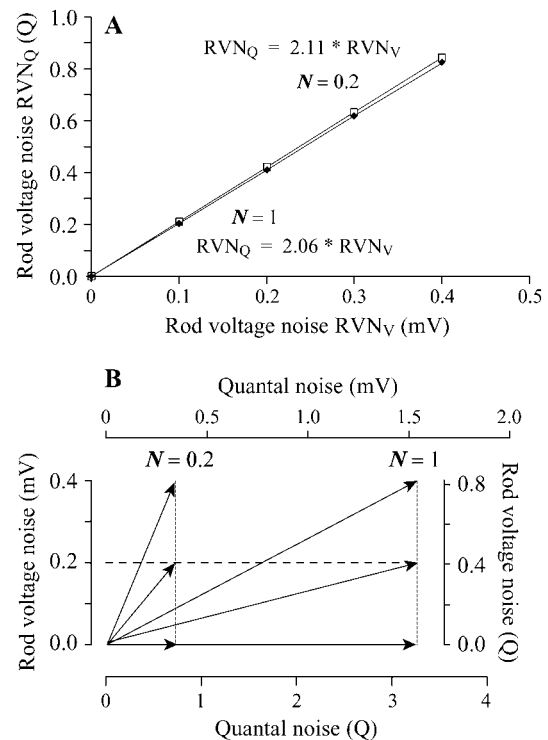 A
RVN_Q = 2.11 * RVN_V
N = 0.2
1.0
0.8
0.6
0.4
0.2
0.0
Rod voltage noise RVN_Q (Q)
N = 1
RVN_Q = 2.06 * RVN_V
0 0.1 0.2 0.3 0.4 0.5
Rod voltage noise RVN_V (mV)
B
Quantal noise (mV)
0 0.5 1.0 1.5 2.0
N = 0.2 N = 1
Rod voltage noise (mV)
0.4
0.2
0.0
0.8
0.4
0.0
Rod voltage noise (Q)
0 1 2 3 4
Quantal noise (Q)